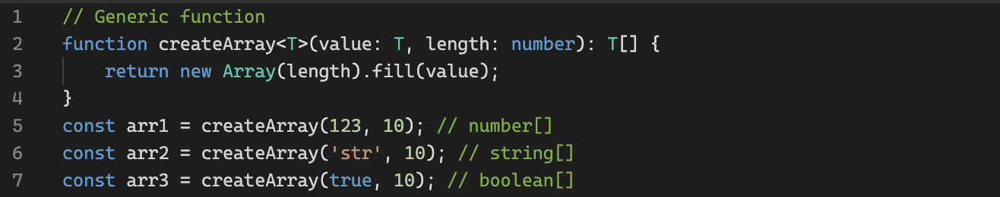 1 // Generic function
2 function createArray<T>(value: T, length: number): T[] {
3     return new Array(length).fill(value);
4 }
5 const arr1 = createArray(123, 10); // number[]
6 const arr2 = createArray('str', 10); // string[]
7 const arr3 = createArray(true, 10); // boolean[]